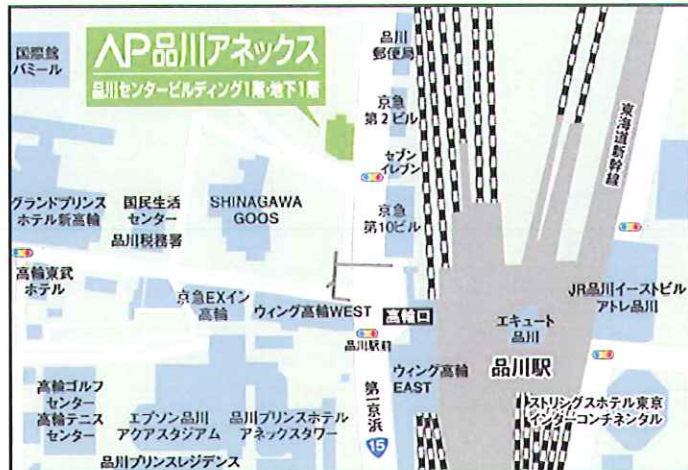 国際館
パミール
AP品川アネックス
品川センタービルディング1階・地下1階
品川
郵便局
京急
第2ビル
セブン
イレブン
京急
第10ビル
東海道新幹線
グランドプリンス
ホテル新高輪
国民生活
センター
品川税務署
SHINAGAWA
GOOS
高輪東武
ホテル
京急EXイン
高輪
ウィング高輪WEST
高輪口
品川駅前
エキュート
品川
JR品川イーストビル
アトレ品川
ウィング高輪
EAST
品川駅
第一京浜
15
高輪ゴルフ
センター
高輪テニス
センター
エプソン品川
アクアスタジアム
品川プリンスホテル
アネックスタワー
品川プリンスレジデンス
ストリングスホテル東京
インターコンチネンタル